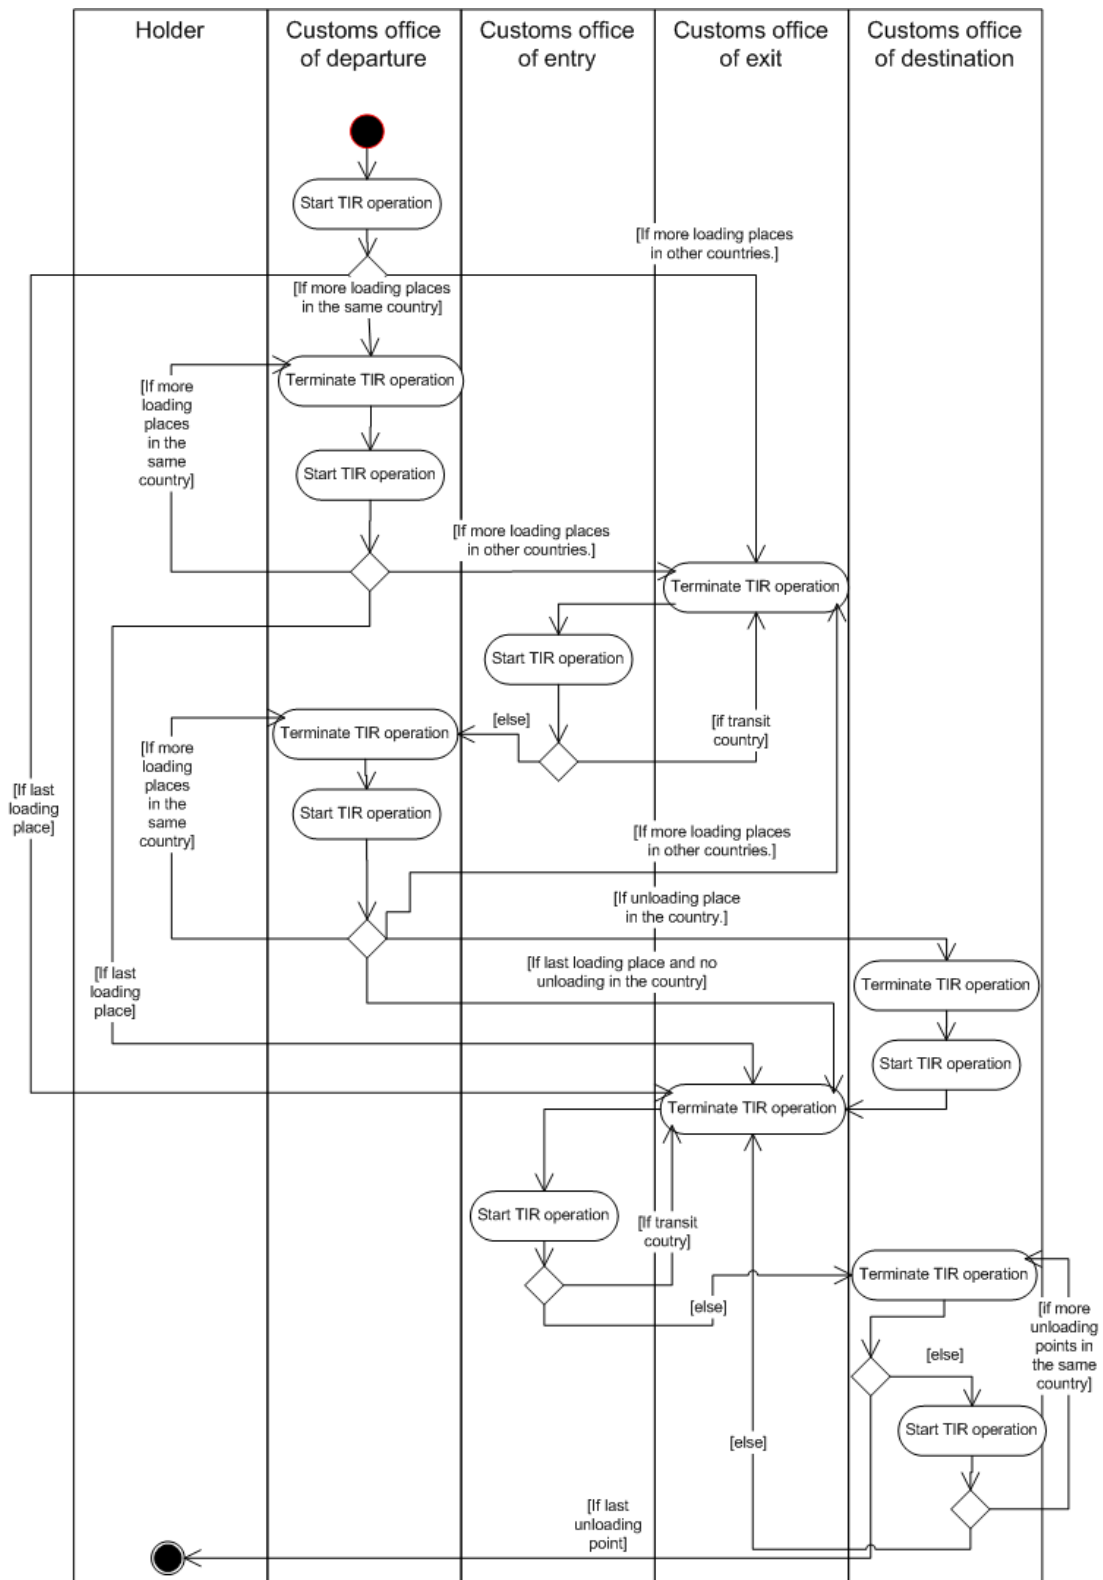 Holder
Customs office
of departure
Customs office
of entry
Customs office
of exit
Customs office
of destination
Start TIR operation
[If more loading places
in other countries.]
[If more loading places
in the same country]
Terminate TIR operation
[If more
loading
places
in the
same
country]
Start TIR operation
[If more loading places
in other countries.]
Terminate TIR operation
Start TIR operation
[else]
[if transit
country]
Terminate TIR operation
[If more
loading
places
in the
same
country]
[If last
loading
place]
Start TIR operation
[If more loading places
in other countries.]
[If unloading place
in the country.]
[If last loading place and no
unloading in the country]
[If last
loading
place]
Terminate TIR operation
Start TIR operation
Terminate TIR operation
Start TIR operation
[If transit
coutry]
Terminate TIR operation
[else]
[if more
unloading
points in
the same
country]
[else]
Start TIR operation
[else]
[If last
unloading
point]